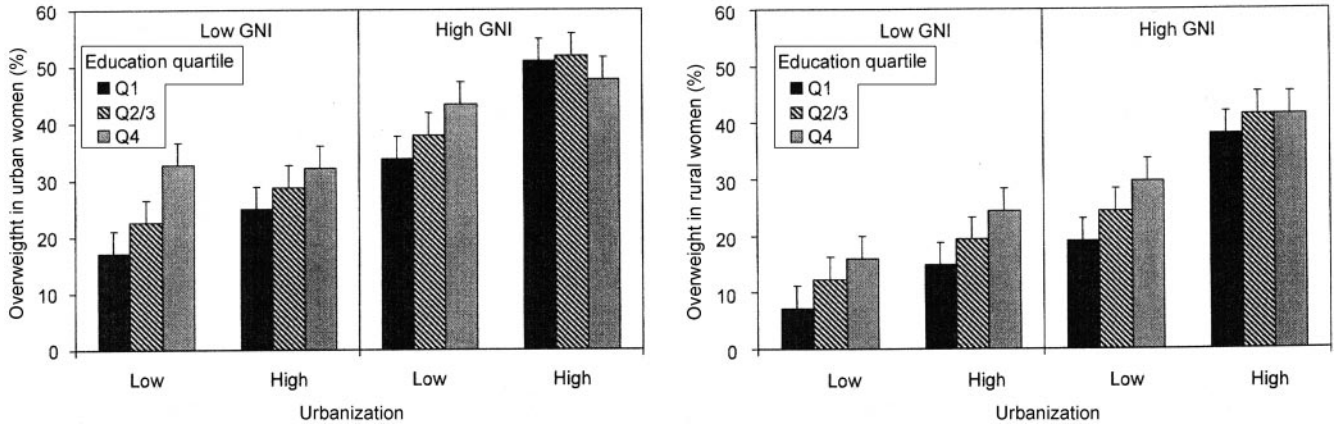 Overweigtht in urban women (%)
60
50
40
30
20
10
0
Low GNI
High GNI
Education quartile
Q1
Q2/3
Q4
Low
High
Low
High
Urbanization
Overweight in rural women (%)
60
50
40
30
20
10
0
Low GNI
High GNI
Education quartile
Q1
Q2/3
Q4
Low
High
Low
High
Urbanization